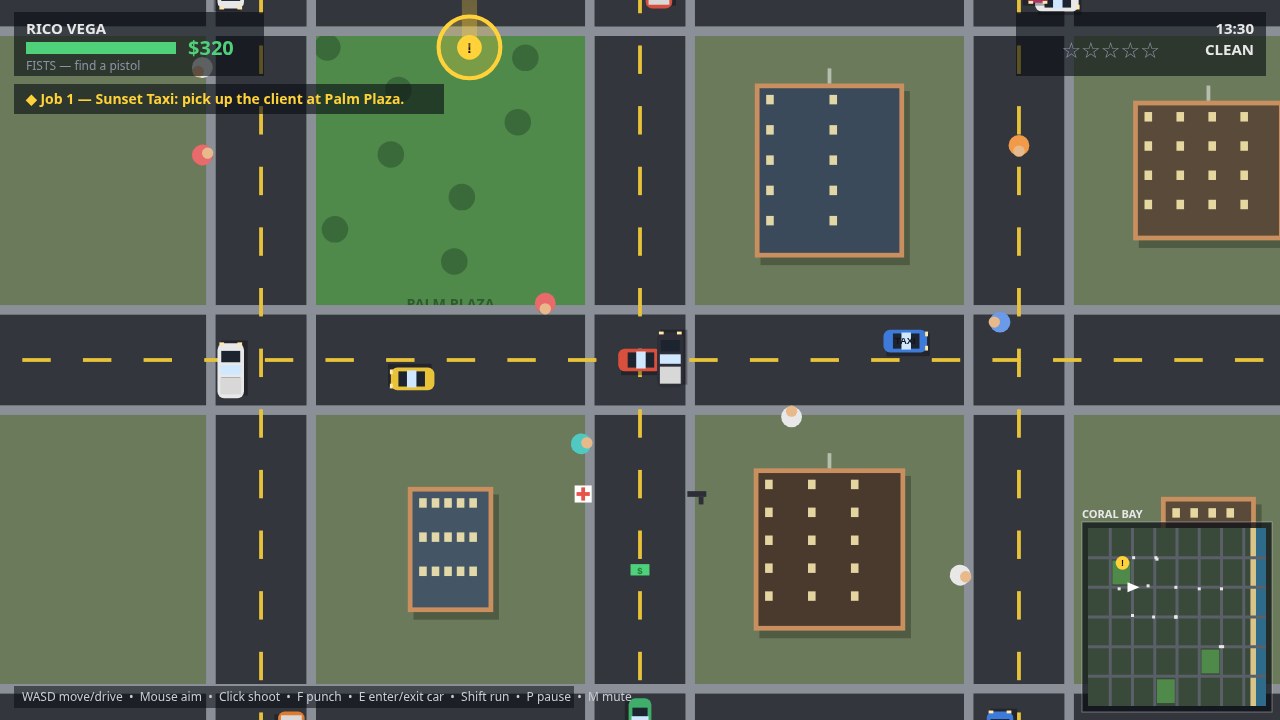 RICO VEGA
$320
FISTS — find a pistol
◆ Job 1 — Sunset Taxi: pick up the client at Palm Plaza.
!
13:30
☆☆☆☆☆ CLEAN
PALM PLAZA
TAXI
$
CORAL BAY
!
WASD move/drive • Mouse aim • Click shoot • F punch • E enter/exit car • Shift run • P pause • M mute